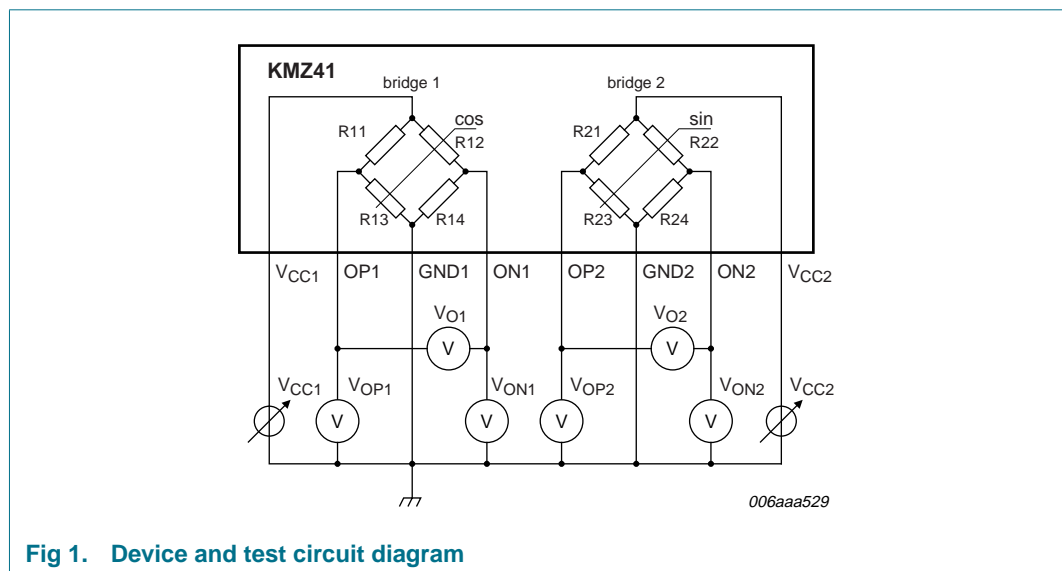 KMZ41
bridge 1
bridge 2
cos
sin
R11
R12
R21
R22
R13
R14
R23
R24
VCC1
OP1
GND1
ON1
OP2
GND2
ON2
VCC2
VO1
VO2
V
V
VCC1
VOP1
VON1
VOP2
VON2
VCC2
V
V
V
V
006aaa529
Fig 1. Device and test circuit diagram